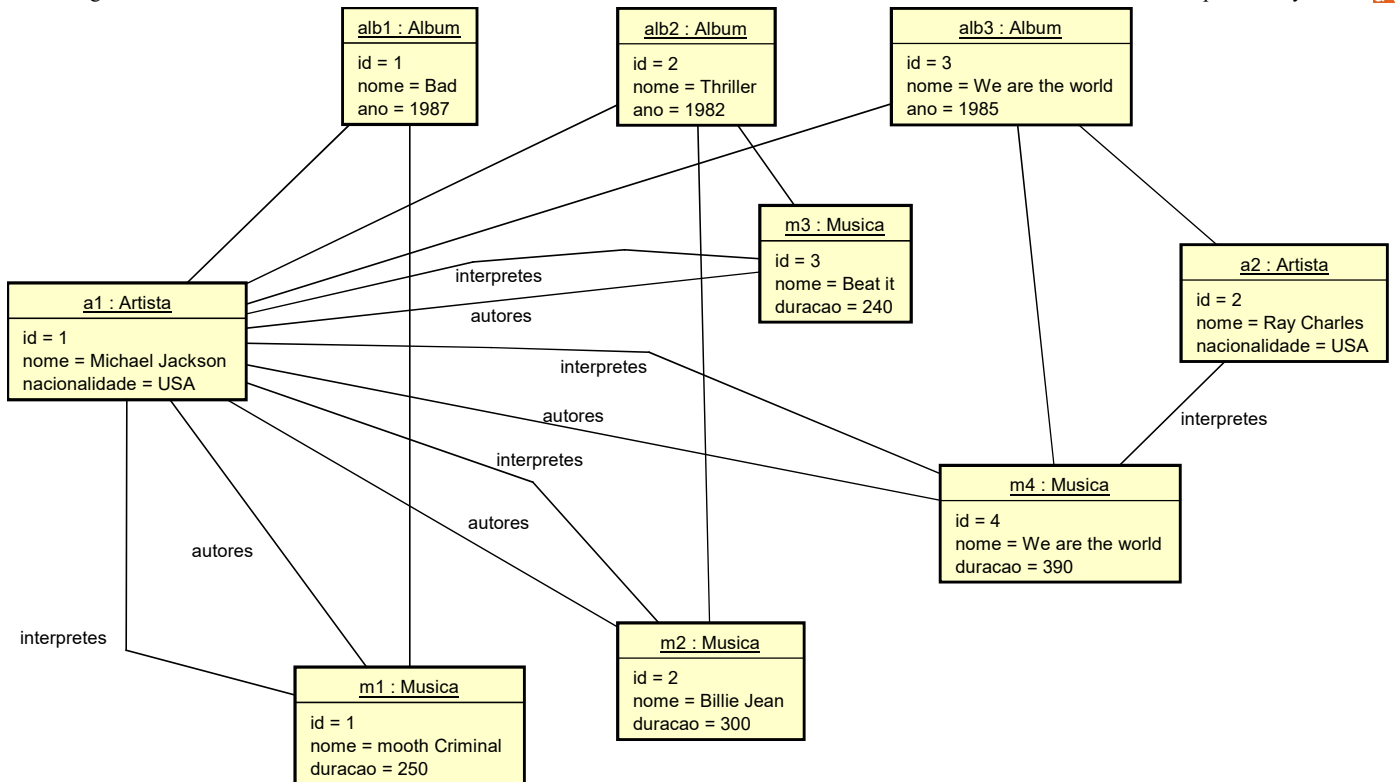 alb1 : Album
id = 1
nome = Bad
ano = 1987
alb2 : Album
id = 2
nome = Thriller
ano = 1982
alb3 : Album
id = 3
nome = We are the world
ano = 1985
m3 : Musica
id = 3
nome = Beat it
duracao = 240
a2 : Artista
id = 2
nome = Ray Charles
nacionalidade = USA
a1 : Artista
id = 1
nome = Michael Jackson
nacionalidade = USA
interpretes
autores
interpretes
autores
interpretes
interpretes
autores
autores
interpretes
m4 : Musica
id = 4
nome = We are the world
duracao = 390
m2 : Musica
id = 2
nome = Billie Jean
duracao = 300
m1 : Musica
id = 1
nome = mooth Criminal
duracao = 250